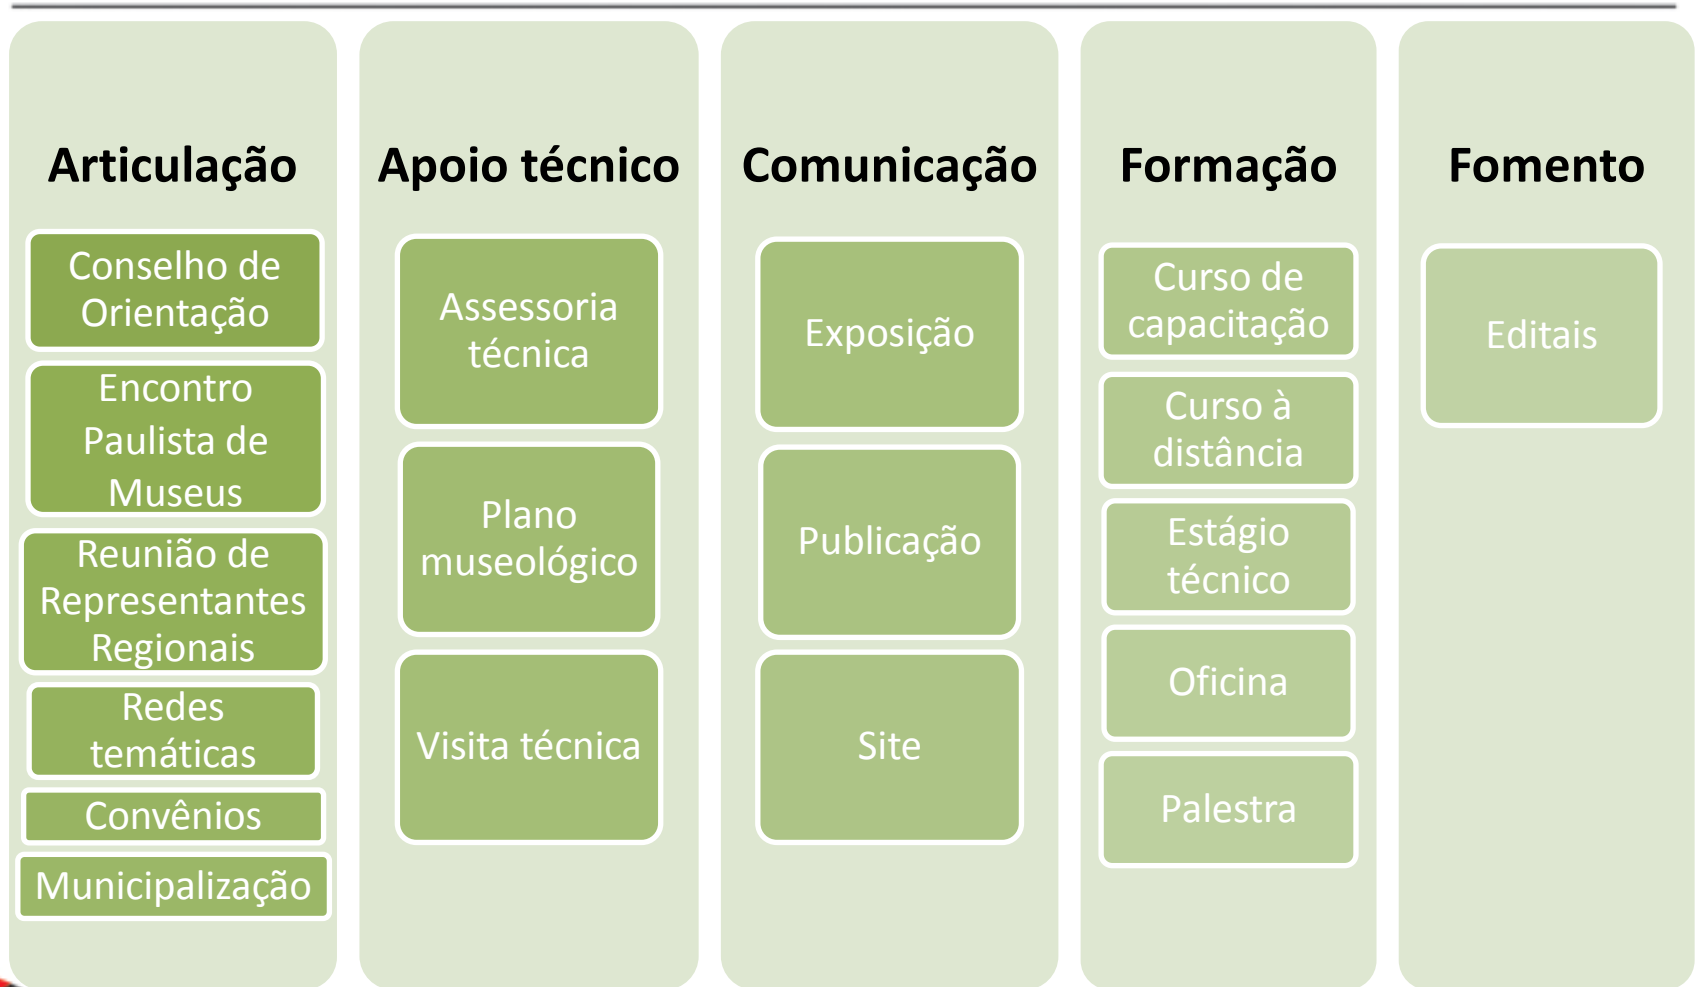 Articulação
Conselho de
Orientação
Encontro
Paulista de
Museus
Reunião de
Representantes
Regionais
Redes
temáticas
Convênios
Municipalização
Apoio técnico
Assessoria
técnica
Plano
museológico
Visita técnica
Comunicação
Exposição
Publicação
Site
Formação
Curso de
capacitação
Curso à
distância
Estágio
técnico
Oficina
Palestra
Fomento
Editais